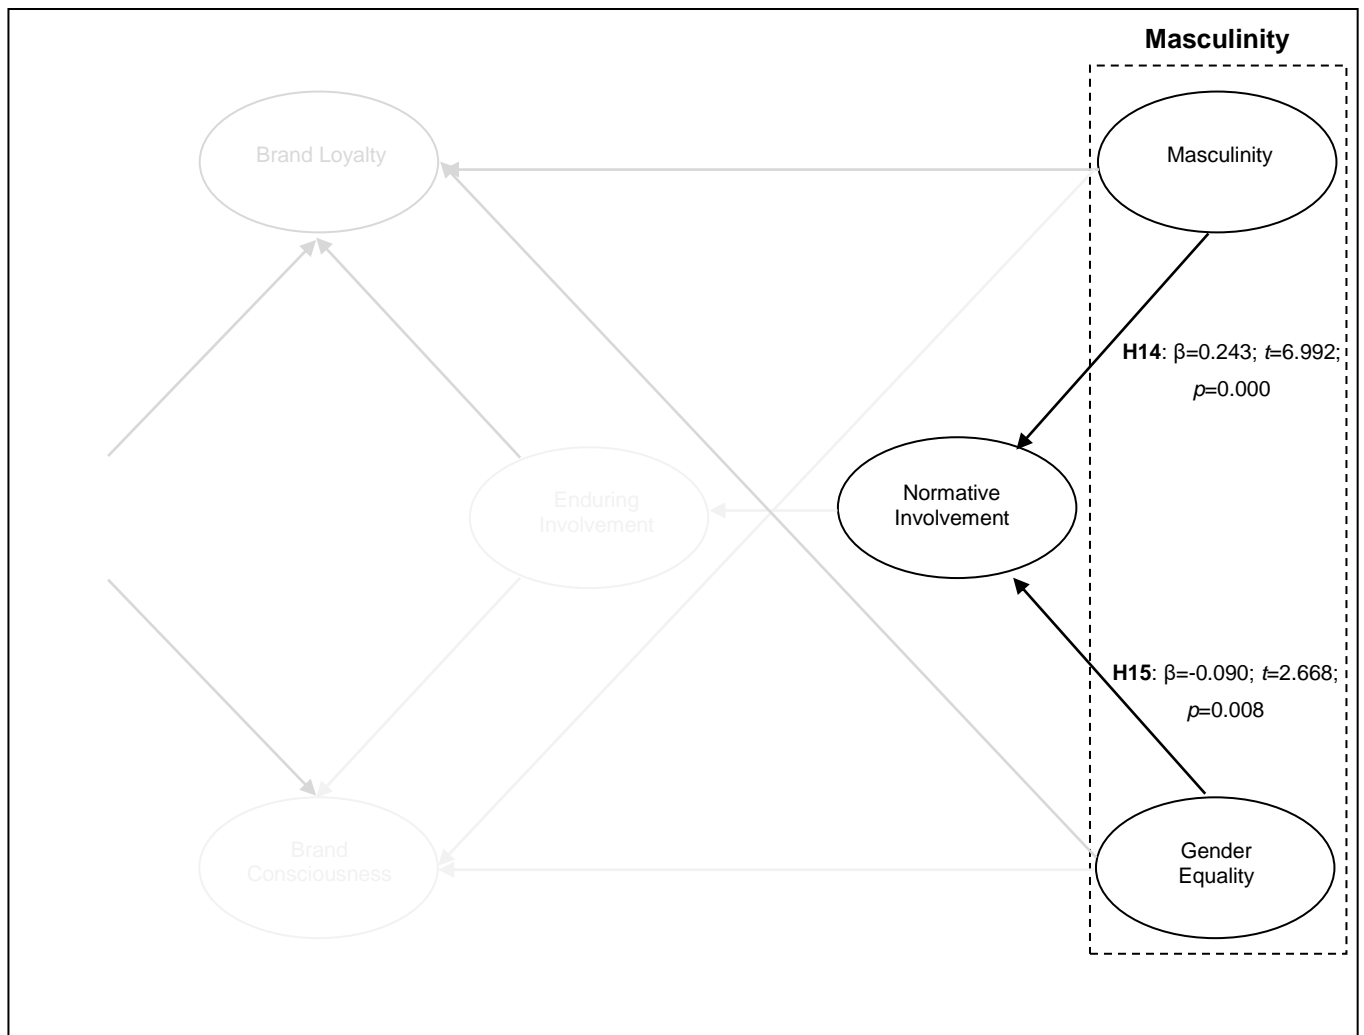 Masculinity
Brand Loyalty
Masculinity
H14: β=0.243; t=6.992;
p=0.000
Enduring
Involvement
Normative
Involvement
H15: β=-0.090; t=2.668;
p=0.008
Brand
Consciousness
Gender
Equality